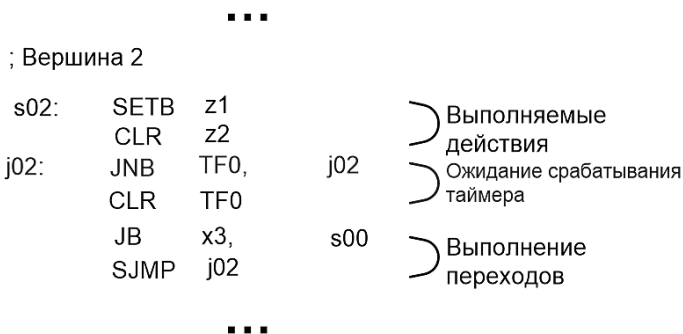 ...
; Вершина 2
s02: SETB z1
CLR z2
Выполняемые
действия
j02: JNB TF0, j02
CLR TF0
Ожидание срабатывания
таймера
JB x3, s00
SJMP j02
Выполнение
переходов
...